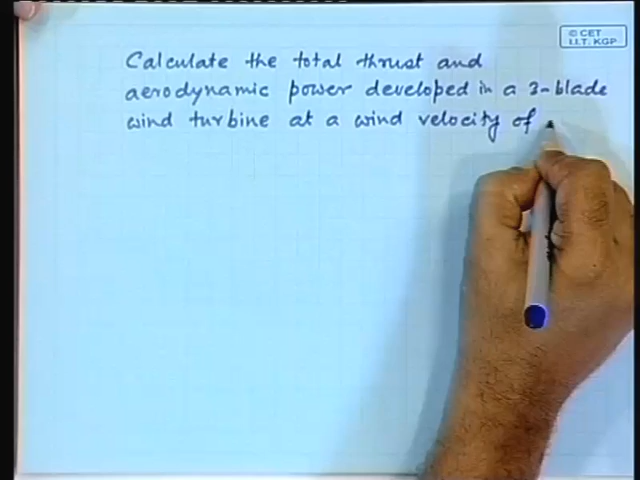 © CET
I.I.T. KGP
Calculate the total thrust and
aerodynamic power developed in a 3-blade
wind turbine at a wind velocity of